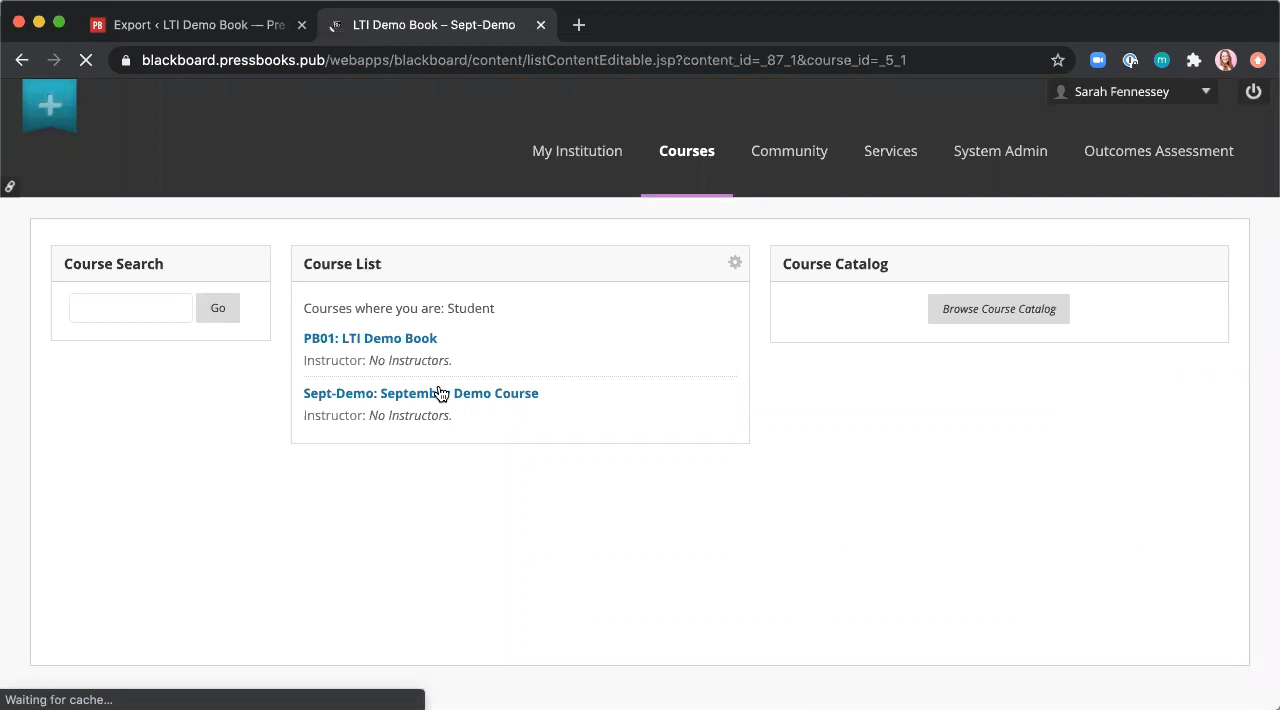 PB Export ‹ LTI Demo Book — Pre
LTI Demo Book – Sept-Demo
blackboard.pressbooks.pub/webapps/blackboard/content/listContentEditable.jsp?content_id=_87_1&course_id=_5_1
Sarah Fennessey
My Institution Courses Community Services System Admin Outcomes Assessment
Course Search
Go
Course List
Courses where you are: Student
PB01: LTI Demo Book
Instructor: No Instructors.
Sept-Demo: September Demo Course
Instructor: No Instructors.
Course Catalog
Browse Course Catalog
Waiting for cache...